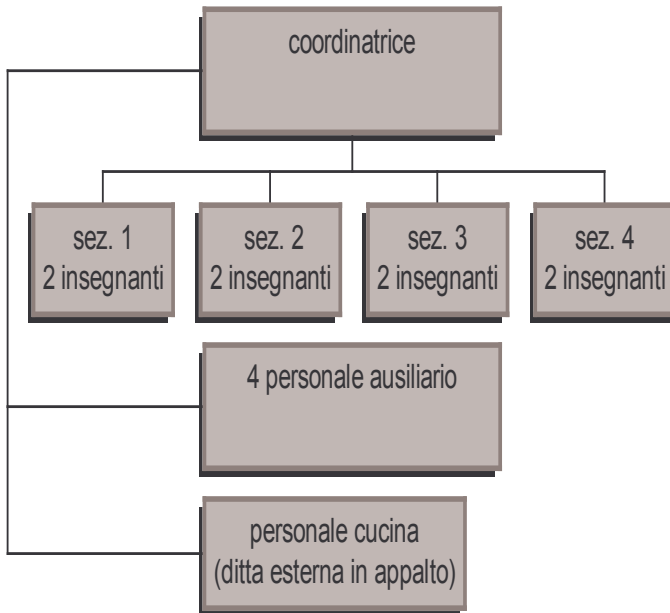 coordinatrice
sez. 1
2 insegnanti
sez. 2
2 insegnanti
sez. 3
2 insegnanti
sez. 4
2 insegnanti
4 personale ausiliario
personale cucina
(ditta esterna in appalto)